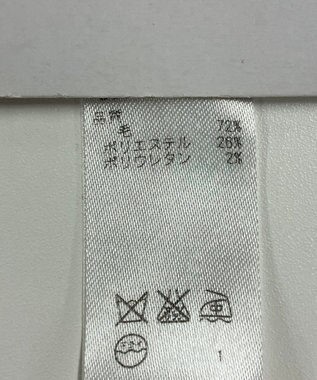 品質
毛 72%
ポリエステル 26%
ポリウレタン 2%
1